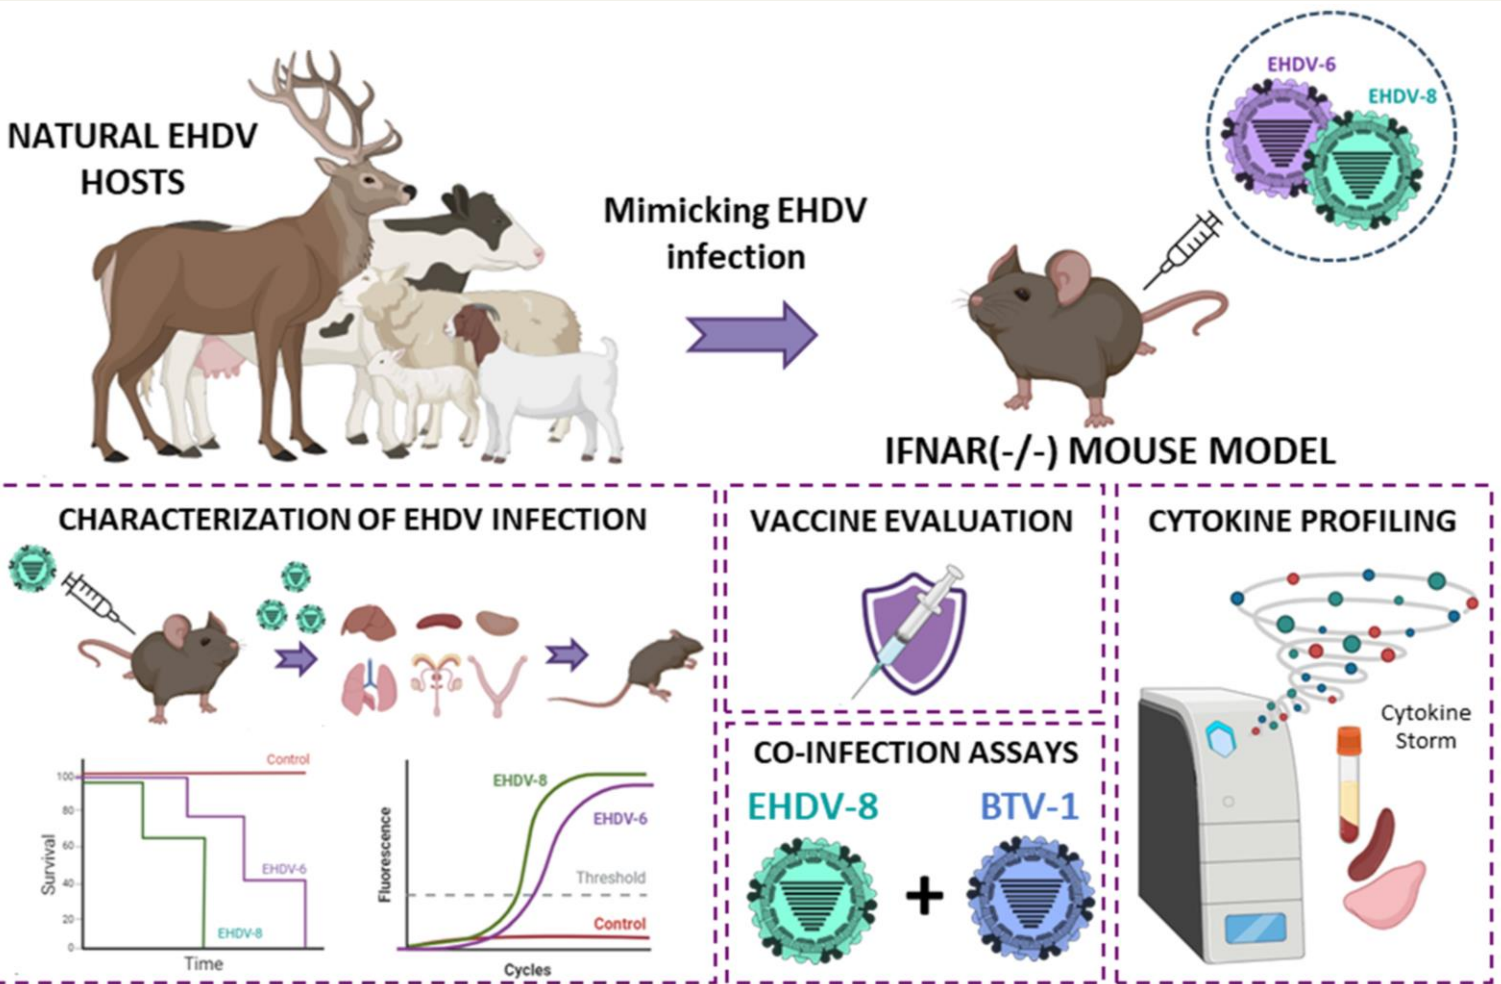 NATURAL EHDV
HOSTS
Mimicking EHDV
infection
EHDV-6
EHDV-8
IFNAR(-/-) MOUSE MODEL
CHARACTERIZATION OF EHDV INFECTION
Control
100
80
60
40
20
0
Survival
EHDV-6
EHDV-8
Time
Fluorescence
EHDV-8
EHDV-6
Threshold
Control
Cycles
VACCINE EVALUATION
CO-INFECTION ASSAYS
EHDV-8
BTV-1
+
CYTOKINE PROFILING
Cytokine
Storm